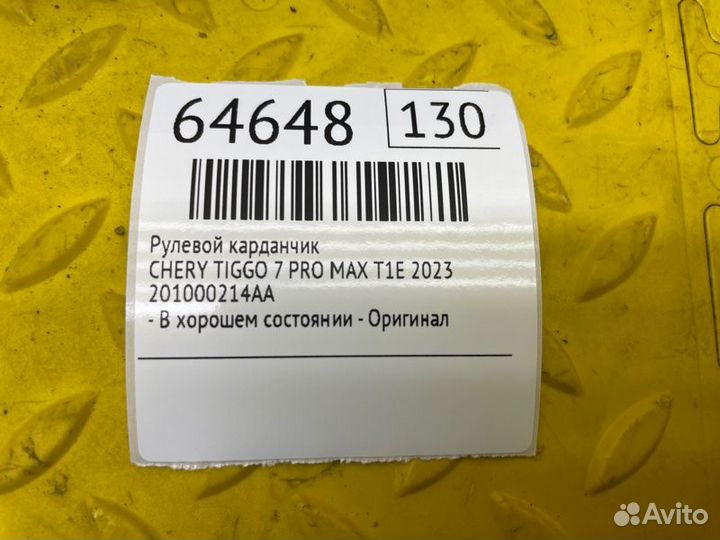 64648 130
Рулевой карданчик
CHERY TIGGO 7 PRO MAX T1E 2023
201000214AA
- В хорошем состоянии - Оригинал
Avito